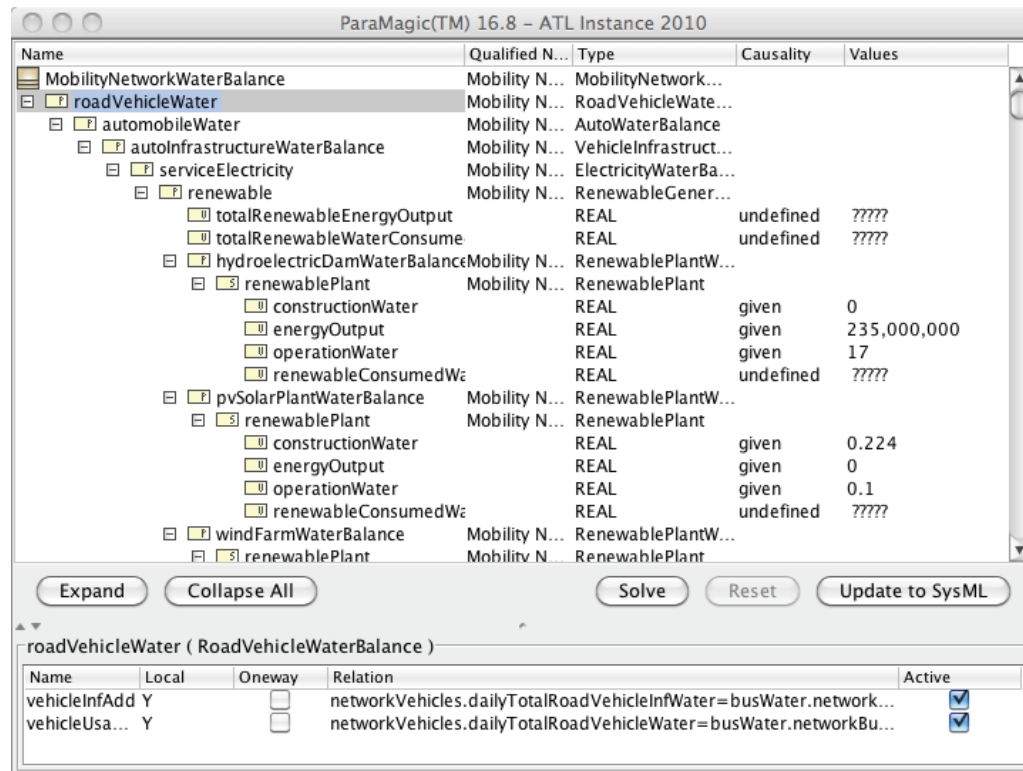 ParaMagic(TM) 16.8 – ATL Instance 2010
Name Qualified N... Type Causality Values
MobilityNetworkWaterBalance Mobility N... MobilityNetwork...
roadVehicleWater Mobility N... RoadVehicleWate...
automobileWater Mobility N... AutoWaterBalance
autoInfrastructureWaterBalance Mobility N... VehicleInfrastruct...
serviceElectricity Mobility N... ElectricityWaterBa...
renewable Mobility N... RenewableGener...
totalRenewableEnergyOutput REAL undefined ?????
totalRenewableWaterConsume REAL undefined ?????
hydroelectricDamWaterBalance Mobility N... RenewablePlantW...
renewablePlant Mobility N... RenewablePlant
constructionWater REAL given 0
energyOutput REAL given 235,000,000
operationWater REAL given 17
renewableConsumedWa REAL undefined ?????
pvSolarPlantWaterBalance Mobility N... RenewablePlantW...
renewablePlant Mobility N... RenewablePlant
constructionWater REAL given 0.224
energyOutput REAL given 0
operationWater REAL given 0.1
renewableConsumedWa REAL undefined ?????
windFarmWaterBalance Mobility N... RenewablePlantW...
renewablePlant Mobility N... RenewablePlant
Expand Collapse All Solve Reset Update to SysML
roadVehicleWater ( RoadVehicleWaterBalance )
Name Local Oneway Relation Active
vehicleInfAdd Y networkVehicles.dailyTotalRoadVehicleInfWater=busWater.network...
vehicleUsa... Y networkVehicles.dailyTotalRoadVehicleWater=busWater.networkBu...